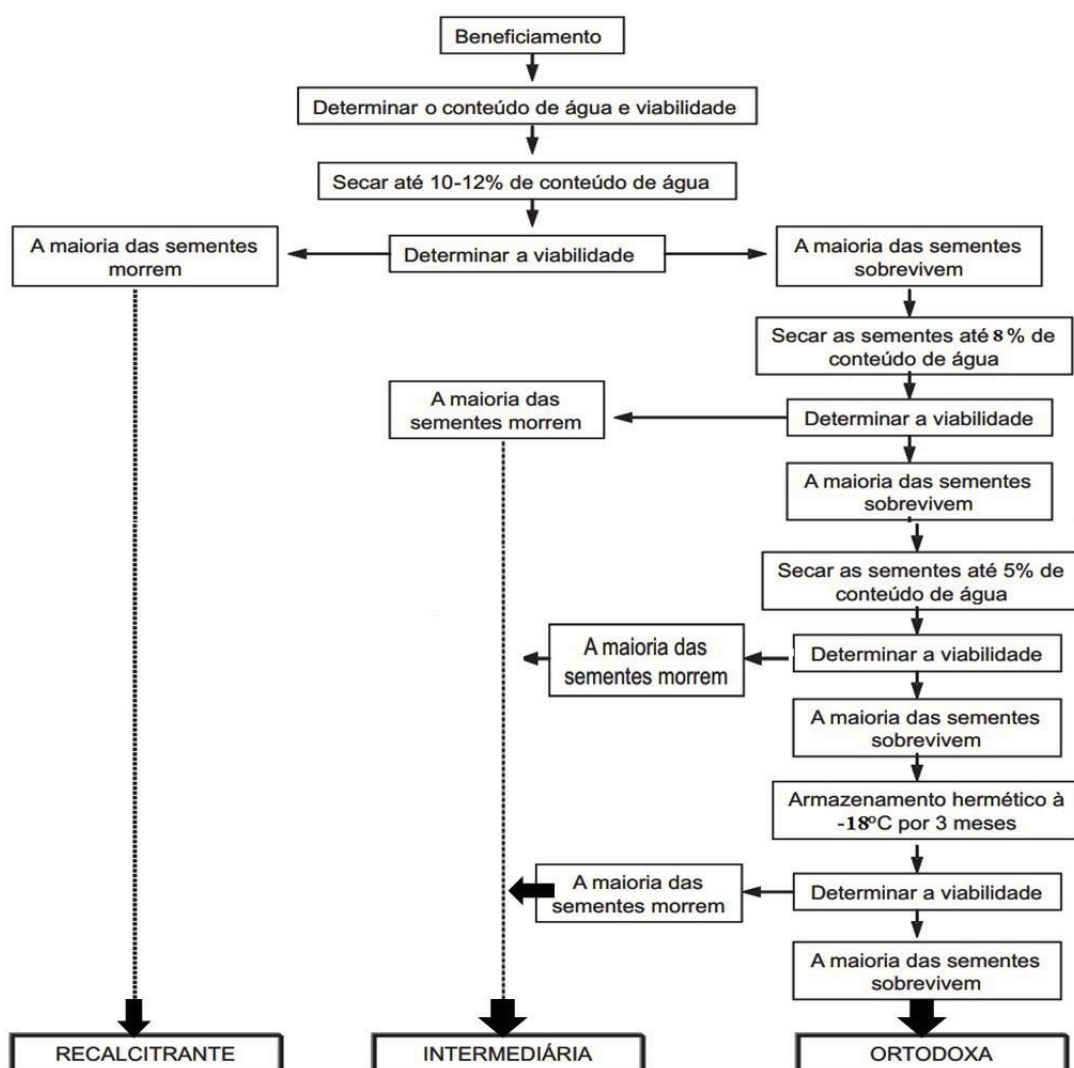 Beneficiamento
Determinar o conteúdo de água e viabilidade
Secar até 10-12% de conteúdo de água
A maioria das sementes
morrem
Determinar a viabilidade
A maioria das sementes
sobrevivem
Secar as sementes até 8 % de
conteúdo de água
A maioria das
sementes morrem
Determinar a viabilidade
A maioria das sementes
sobrevivem
Secar as sementes até 5% de
conteúdo de água
A maioria das
sementes morrem
Determinar a viabilidade
A maioria das sementes
sobrevivem
Armazenamento hermético à
-18ºC por 3 meses
A maioria das
sementes morrem
Determinar a viabilidade
A maioria das sementes
sobrevivem
RECALCITRANTE
INTERMEDIÁRIA
ORTODOXA